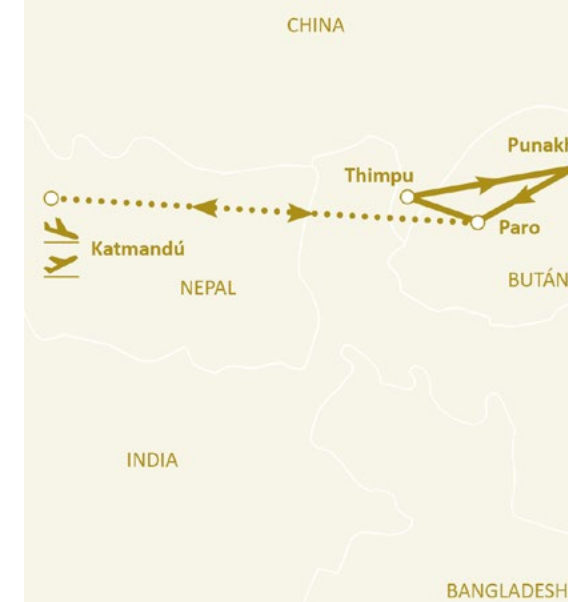 CHINA
Punakh
Thimpu
Paro
Katmandú
BUTÁN
NEPAL
INDIA
BANGLADESH